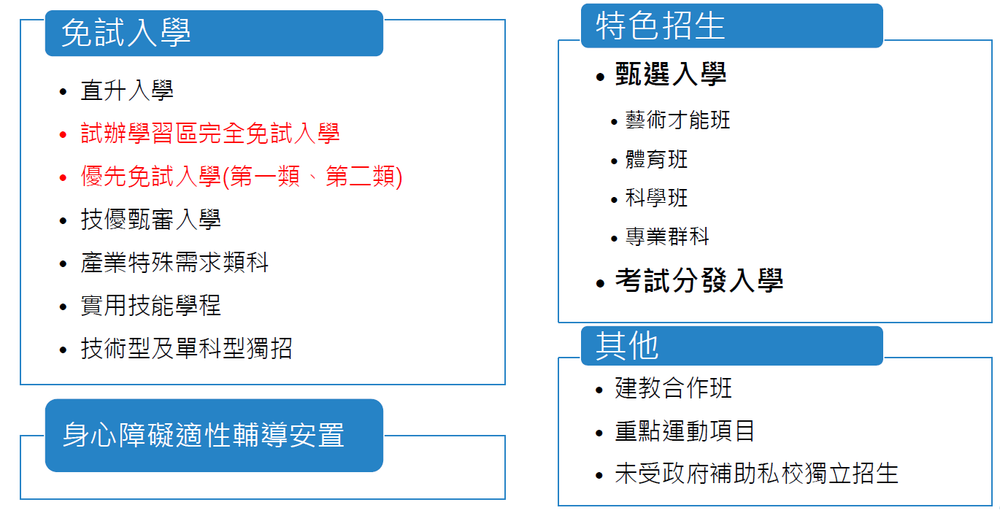 免試入學
• 直升入學
• 試辦學習區完全免試入學
• 優先免試入學(第一類、第二類)
• 技優甄審入學
• 產業特殊需求類科
• 實用技能學程
• 技術型及單科型獨招
身心障礙適性輔導安置
特色招生
• 甄選入學
• 藝術才能班
• 體育班
• 科學班
• 專業群科
• 考試分發入學
其他
• 建教合作班
• 重點運動項目
• 未受政府補助私校獨立招生